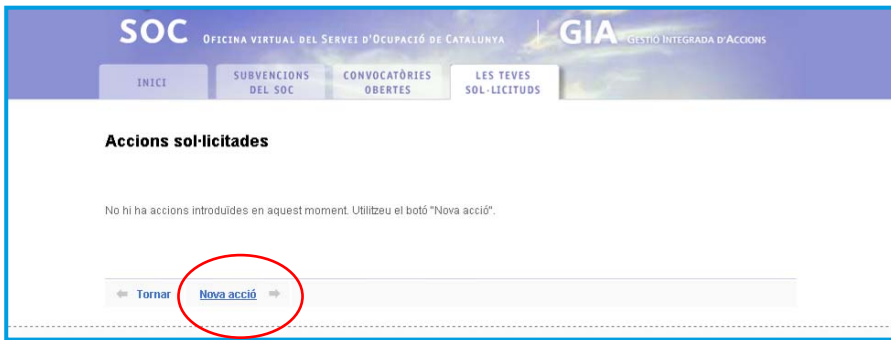 SOC OFICINA VIRTUAL DEL SERVEI D'OCUPACIÓ DE CATALUNYA GIA GESTIÓ INTEGRADA D'ACCIONS
INICI
SUBVENCIONS
DEL SOC
CONVOCATÒRIES
OBERTES
LES TEVES
SOL·LICITUDS
Accions sol·licitades
No hi ha accions introduïdes en aquest moment. Utilitzeu el botó "Nova acció".
Tornar Nova acció